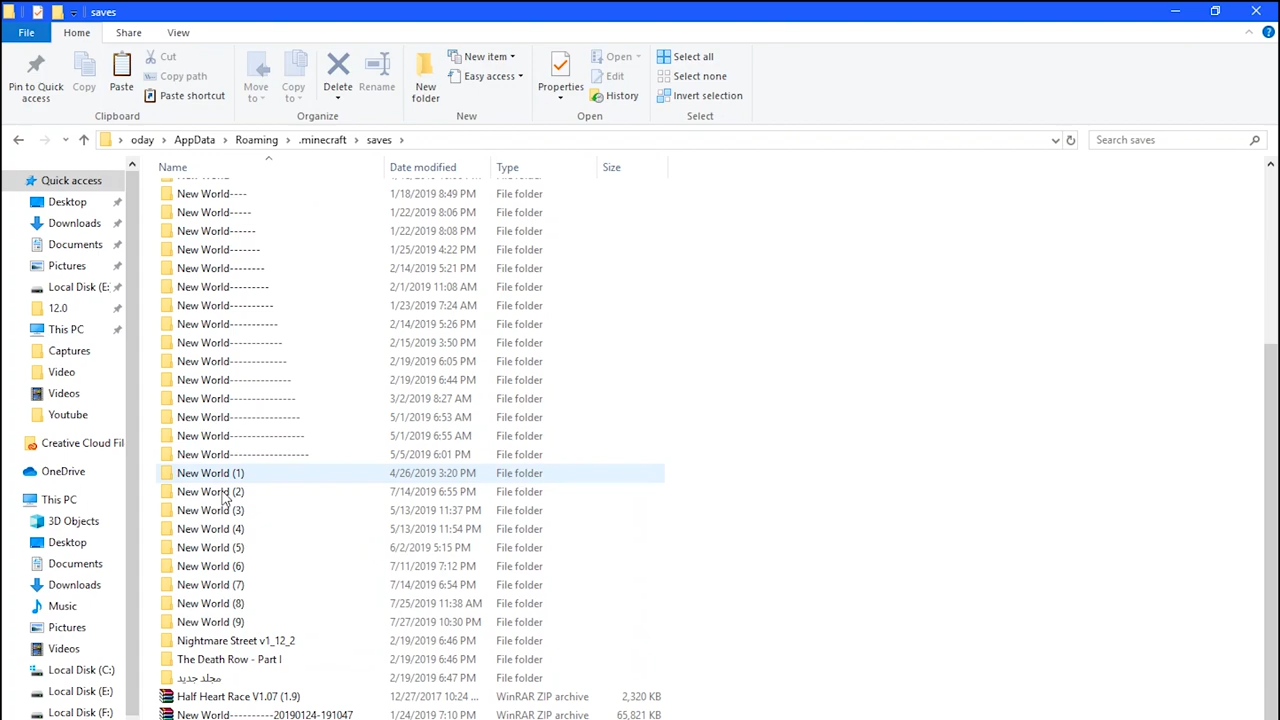 saves
File
Home
Share
View
Pin to Quick access
Copy
Paste
Cut
Copy path
Paste shortcut
Clipboard
Move to
Copy to
Delete
Rename
Organize
New folder
New item
Easy access
New
Properties
Open
Edit
History
Open
Select all
Select none
Invert selection
Select
oday > AppData > Roaming > .minecraft > saves >
Search saves
Name Date modified Type Size
Quick access
Desktop
Downloads
Documents
Pictures
Local Disk (E:
12.0
This PC
Captures
Video
Videos
Youtube
Creative Cloud Fil
OneDrive
This PC
3D Objects
Desktop
Documents
Downloads
Music
Pictures
Videos
Local Disk (C:)
Local Disk (E:)
Local Disk (F:)
New World---- 1/18/2019 8:49 PM File folder
New World----- 1/22/2019 8:06 PM File folder
New World------ 1/22/2019 8:08 PM File folder
New World------- 1/25/2019 4:22 PM File folder
New World-------- 2/14/2019 5:21 PM File folder
New World--------- 2/1/2019 11:08 AM File folder
New World---------- 1/23/2019 7:24 AM File folder
New World----------- 2/14/2019 5:26 PM File folder
New World------------ 2/15/2019 3:50 PM File folder
New World------------- 2/19/2019 6:05 PM File folder
New World-------------- 2/19/2019 6:44 PM File folder
New World--------------- 3/2/2019 8:27 AM File folder
New World---------------- 5/1/2019 6:53 AM File folder
New World----------------- 5/1/2019 6:55 AM File folder
New World------------------ 5/5/2019 6:01 PM File folder
New World (1) 4/26/2019 3:20 PM File folder
New World (2) 7/14/2019 6:55 PM File folder
New World (3) 5/13/2019 11:37 PM File folder
New World (4) 5/13/2019 11:54 PM File folder
New World (5) 6/2/2019 5:15 PM File folder
New World (6) 7/11/2019 7:12 PM File folder
New World (7) 7/14/2019 6:54 PM File folder
New World (8) 7/25/2019 11:38 AM File folder
New World (9) 7/27/2019 10:30 PM File folder
Nightmare Street v1_12_2 2/19/2019 6:46 PM File folder
The Death Row - Part I 2/19/2019 6:46 PM File folder
مجلد جديد 2/19/2019 6:47 PM File folder
Half Heart Race V1.07 (1.9) 12/27/2017 10:24 ... WinRAR ZIP archive 2,320 KB
New World----------20190124-191047 1/24/2019 7:10 PM WinRAR ZIP archive 65,821 KB